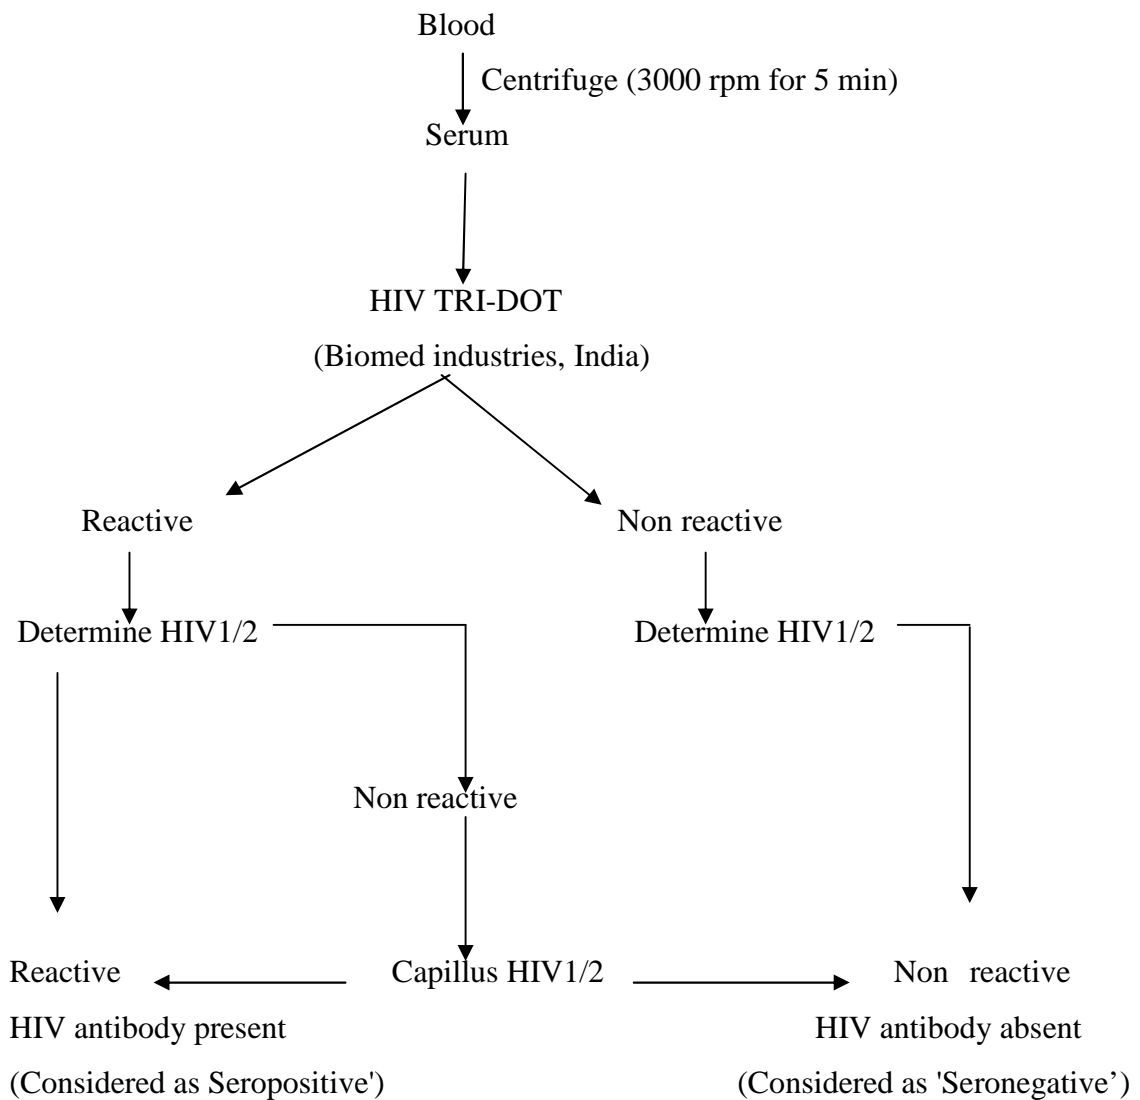 Blood
Centrifuge (3000 rpm for 5 min)
Serum
HIV TRI-DOT
(Biomed industries, India)
Reactive
Non reactive
Determine HIV1/2
Determine HIV1/2
Non reactive
Reactive
Capillus HIV1/2
Non reactive
HIV antibody present
HIV antibody absent
(Considered as Seropositive')
(Considered as 'Seronegative’)